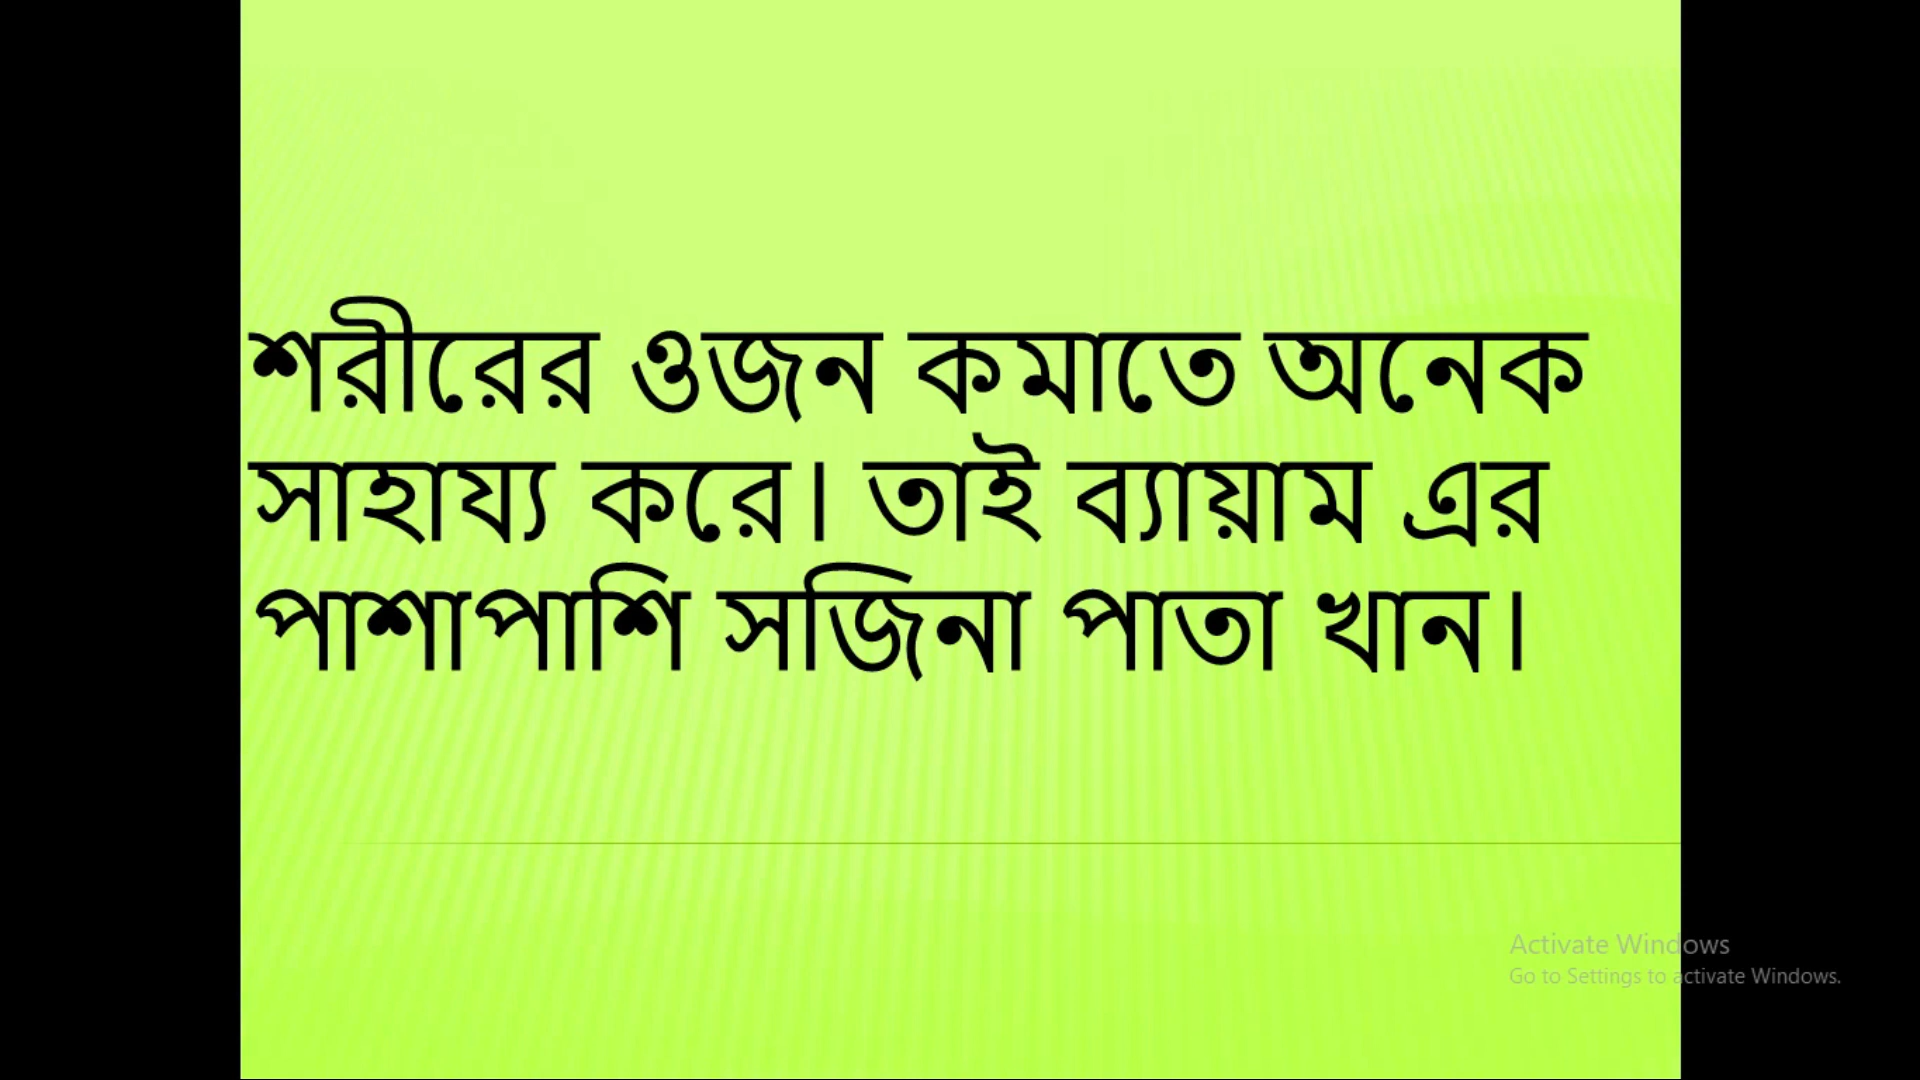 শরীরের ওজন কমাতে অনেক
সাহায্য করে। তাই ব্যায়াম এর
পাশাপাশি সজিনা পাতা খান।
Activate Windows
Go to Settings to activate Windows.